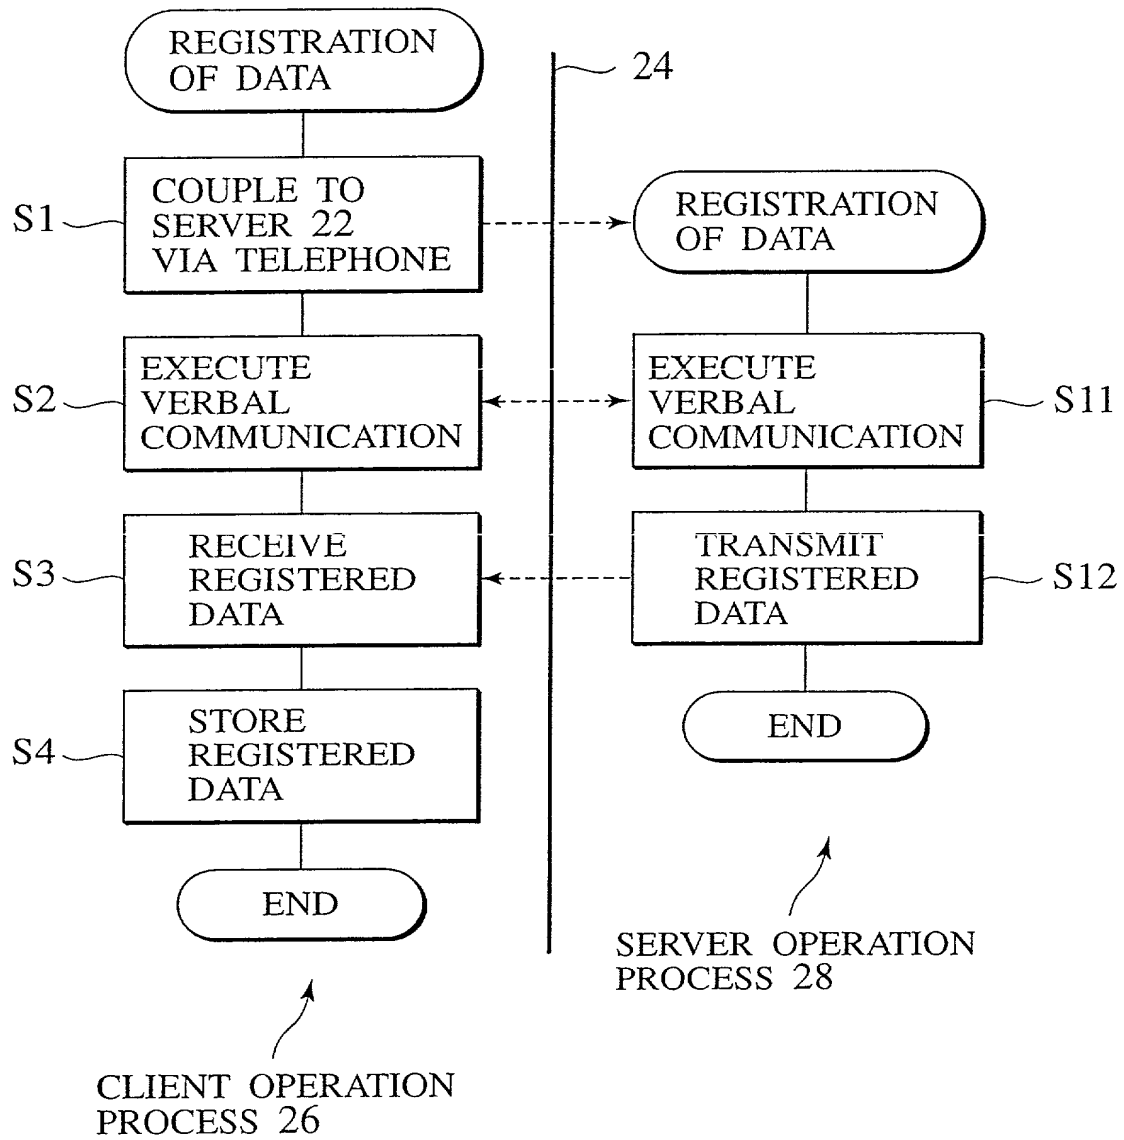 REGISTRATION
OF DATA
24
S1
COUPLE TO
SERVER 22
VIA TELEPHONE
REGISTRATION
OF DATA
S2
EXECUTE
VERBAL
COMMUNICATION
EXECUTE
VERBAL
COMMUNICATION
S11
S3
RECEIVE
REGISTERED
DATA
TRANSMIT
REGISTERED
DATA
S12
S4
STORE
REGISTERED
DATA
END
END
SERVER OPERATION
PROCESS 28
CLIENT OPERATION
PROCESS 26